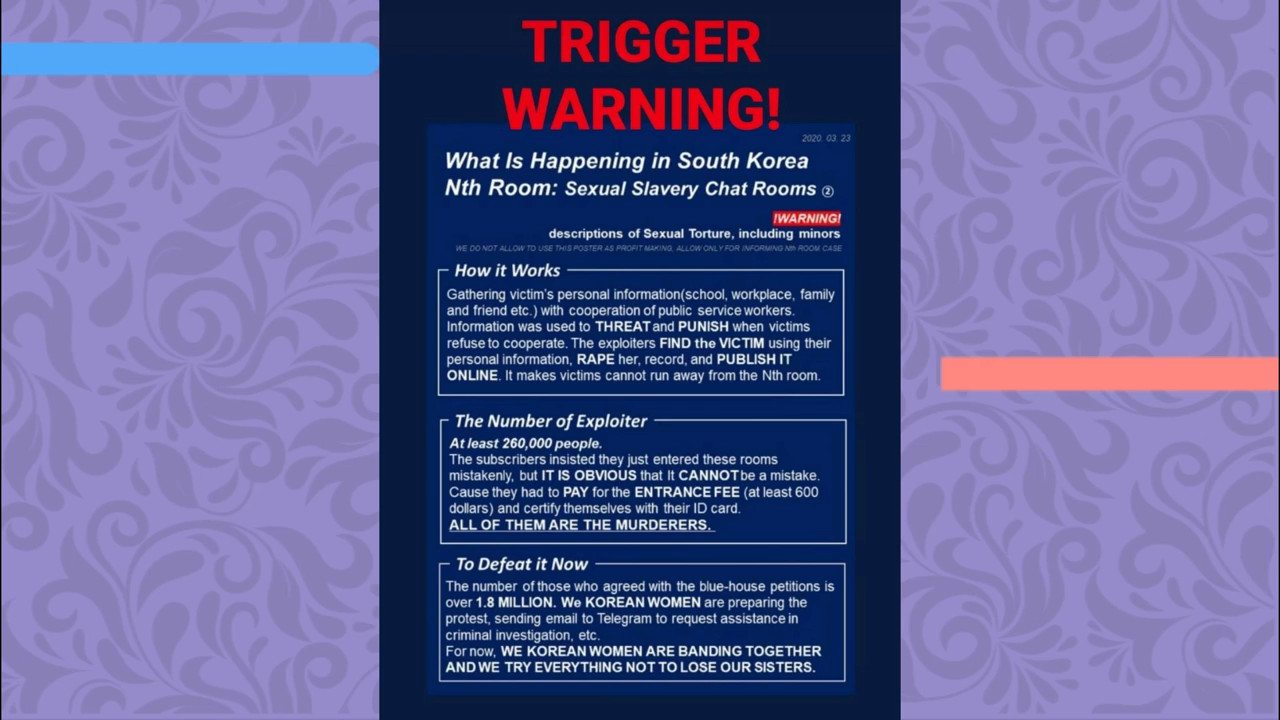 TRIGGER
WARNING!
2020. 03. 23
What Is Happening in South Korea
Nth Room: Sexual Slavery Chat Rooms ②
!WARNING!
descriptions of Sexual Torture, including minors
WE DO NOT ALLOW TO USE THIS POSTER AS PROFIT MAKING, ALLOW ONLY FOR INFORMING Nth ROOM CASE
How it Works
Gathering victim's personal information(school, workplace, family
and friend etc.) with cooperation of public service workers.
Information was used to THREAT and PUNISH when victims
refuse to cooperate. The exploiters FIND the VICTIM using their
personal information, RAPE her, record, and PUBLISH IT
ONLINE. It makes victims cannot run away from the Nth room.
The Number of Exploiter
At least 260,000 people.
The subscribers insisted they just entered these rooms
mistakenly, but IT IS OBVIOUS that It CANNOT be a mistake.
Cause they had to PAY for the ENTRANCE FEE (at least 600
dollars) and certify themselves with their ID card.
ALL OF THEM ARE THE MURDERERS.
To Defeat it Now
The number of those who agreed with the blue-house petitions is
over 1.8 MILLION. We KOREAN WOMEN are preparing the
protest, sending email to Telegram to request assistance in
criminal investigation, etc.
For now, WE KOREAN WOMEN ARE BANDING TOGETHER
AND WE TRY EVERYTHING NOT TO LOSE OUR SISTERS.